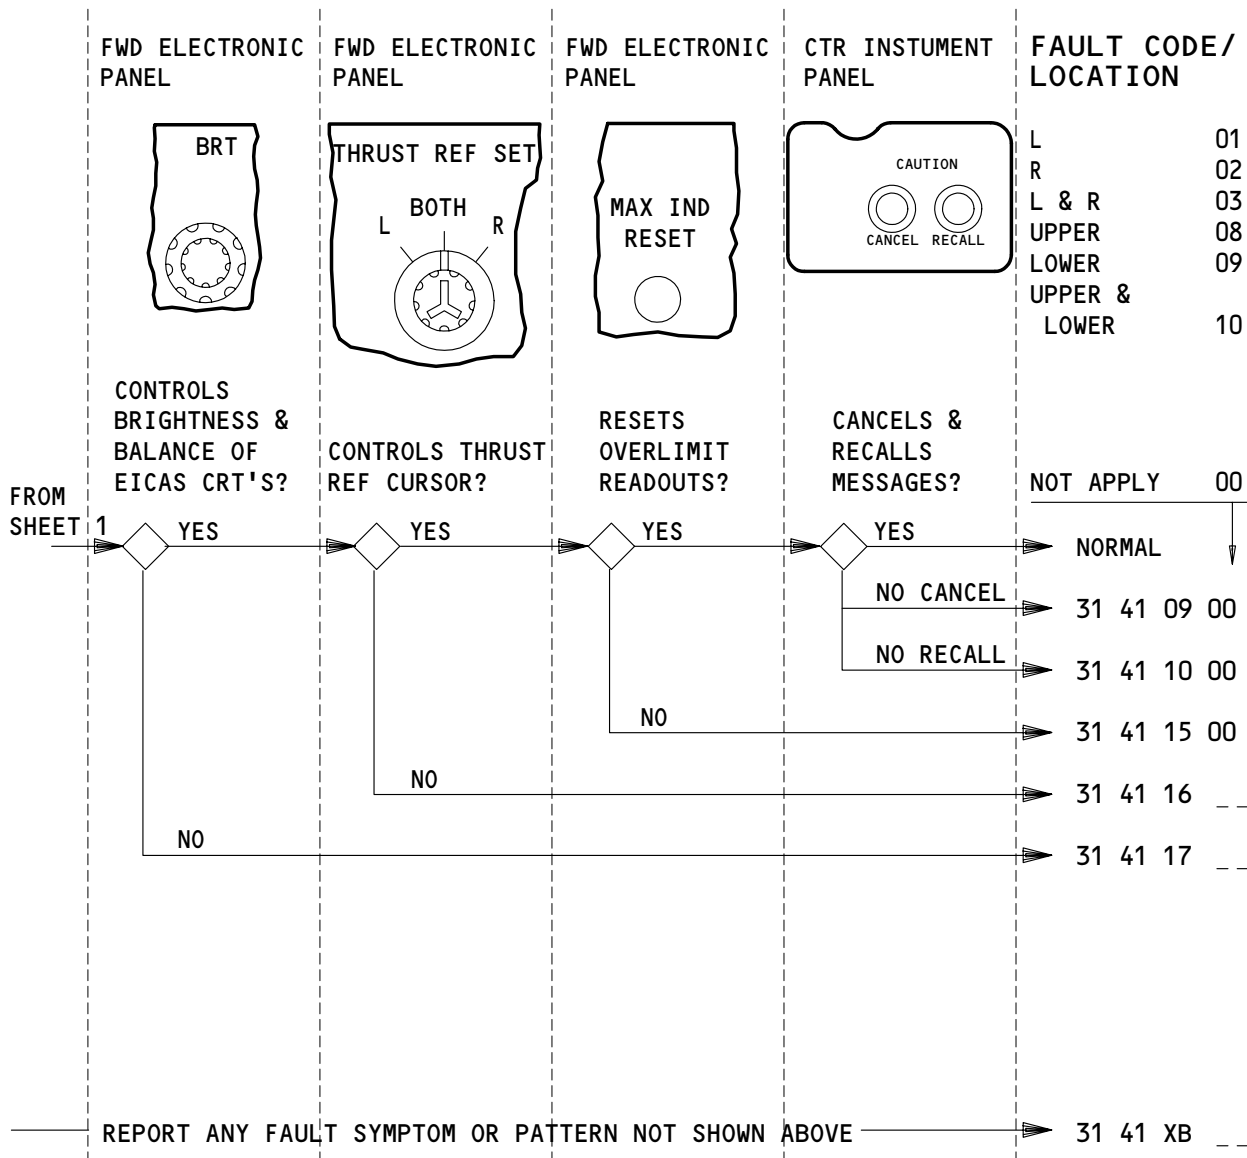 FWD ELECTRONIC
PANEL
FWD ELECTRONIC
PANEL
FWD ELECTRONIC
PANEL
CTR INSTUMENT
PANEL
FAULT CODE/
LOCATION
BRT
THRUST REF SET
BOTH
L
R
MAX IND
RESET
CAUTION
CANCEL RECALL
L 01
R 02
L & R 03
UPPER 08
LOWER 09
UPPER &
LOWER 10
CONTROLS
BRIGHTNESS &
BALANCE OF
EICAS CRT'S?
CONTROLS THRUST
REF CURSOR?
RESETS
OVERLIMIT
READOUTS?
CANCELS &
RECALLS
MESSAGES?
NOT APPLY 00
FROM
SHEET 1
YES
YES
YES
YES
NORMAL
NO CANCEL
31 41 09 00
NO RECALL
31 41 10 00
NO
31 41 15 00
NO
31 41 16 _ _
NO
31 41 17 _ _
REPORT ANY FAULT SYMPTOM OR PATTERN NOT SHOWN ABOVE
31 41 XB _ _